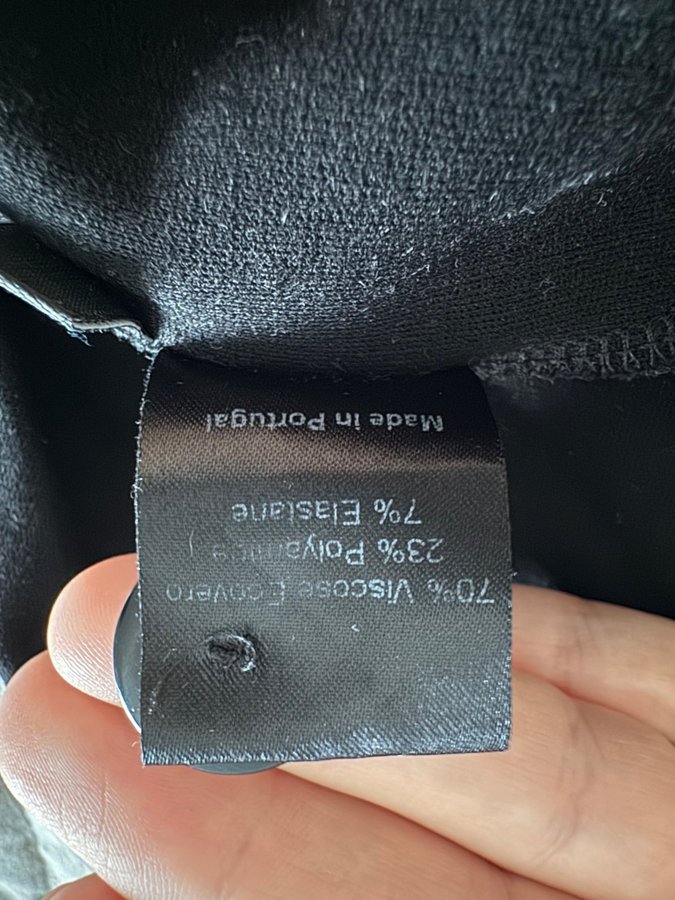 70% Viscose Ecovero
23% Polyamide
7% Elastane
Made in Portugal